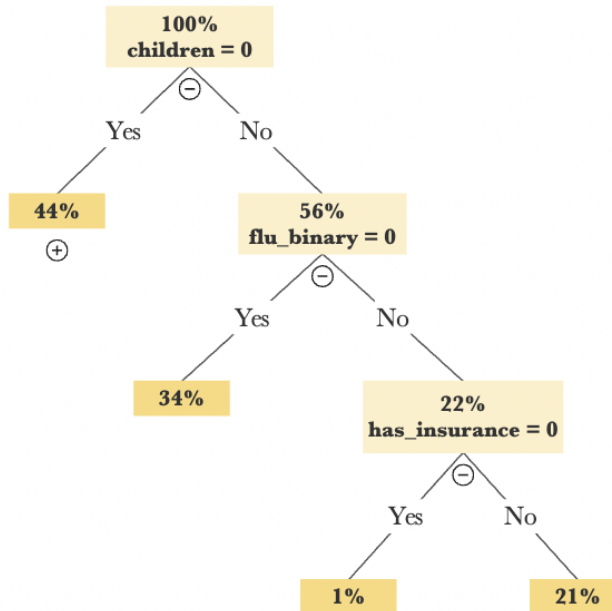 100%
children = 0
Yes
No
44%
56%
flu_binary = 0
Yes
No
34%
22%
has_insurance = 0
Yes
No
1%
21%